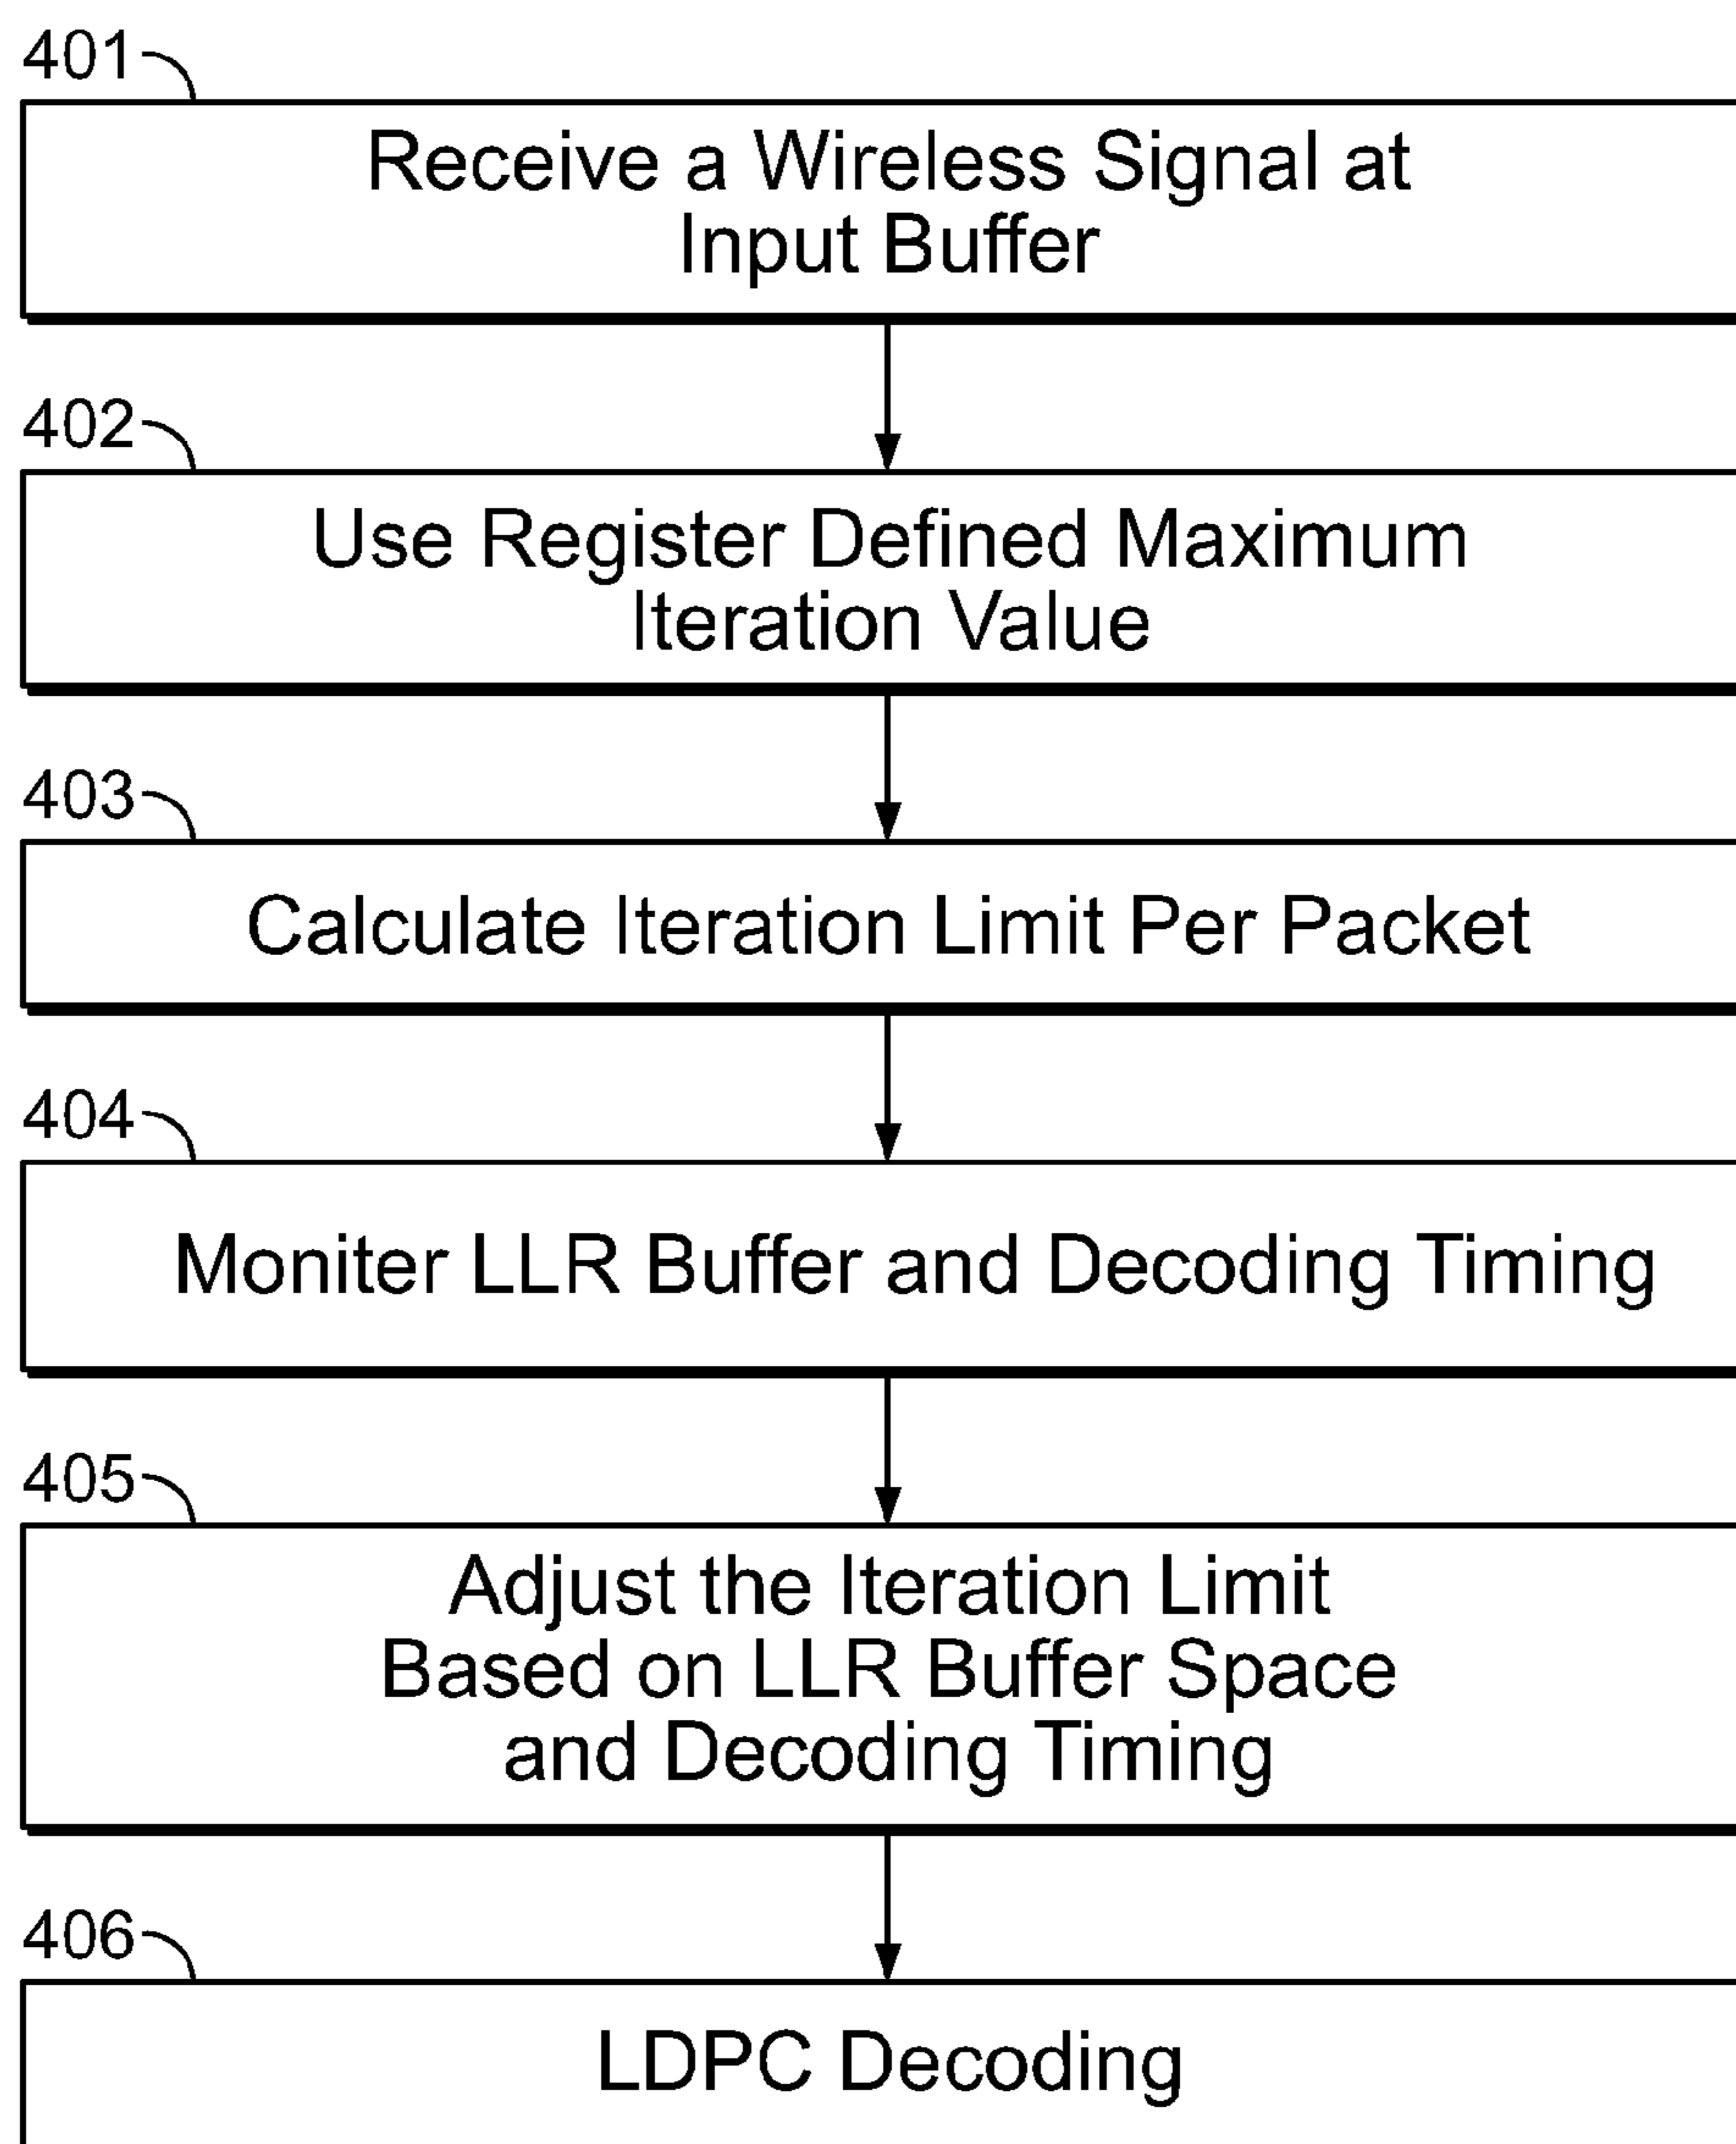 401
Receive a Wireless Signal at
Input Buffer
402
Use Register Defined Maximum
Iteration Value
403
Calculate Iteration Limit Per Packet
404
Moniter LLR Buffer and Decoding Timing
405
Adjust the Iteration Limit
Based on LLR Buffer Space
and Decoding Timing
406
LDPC Decoding